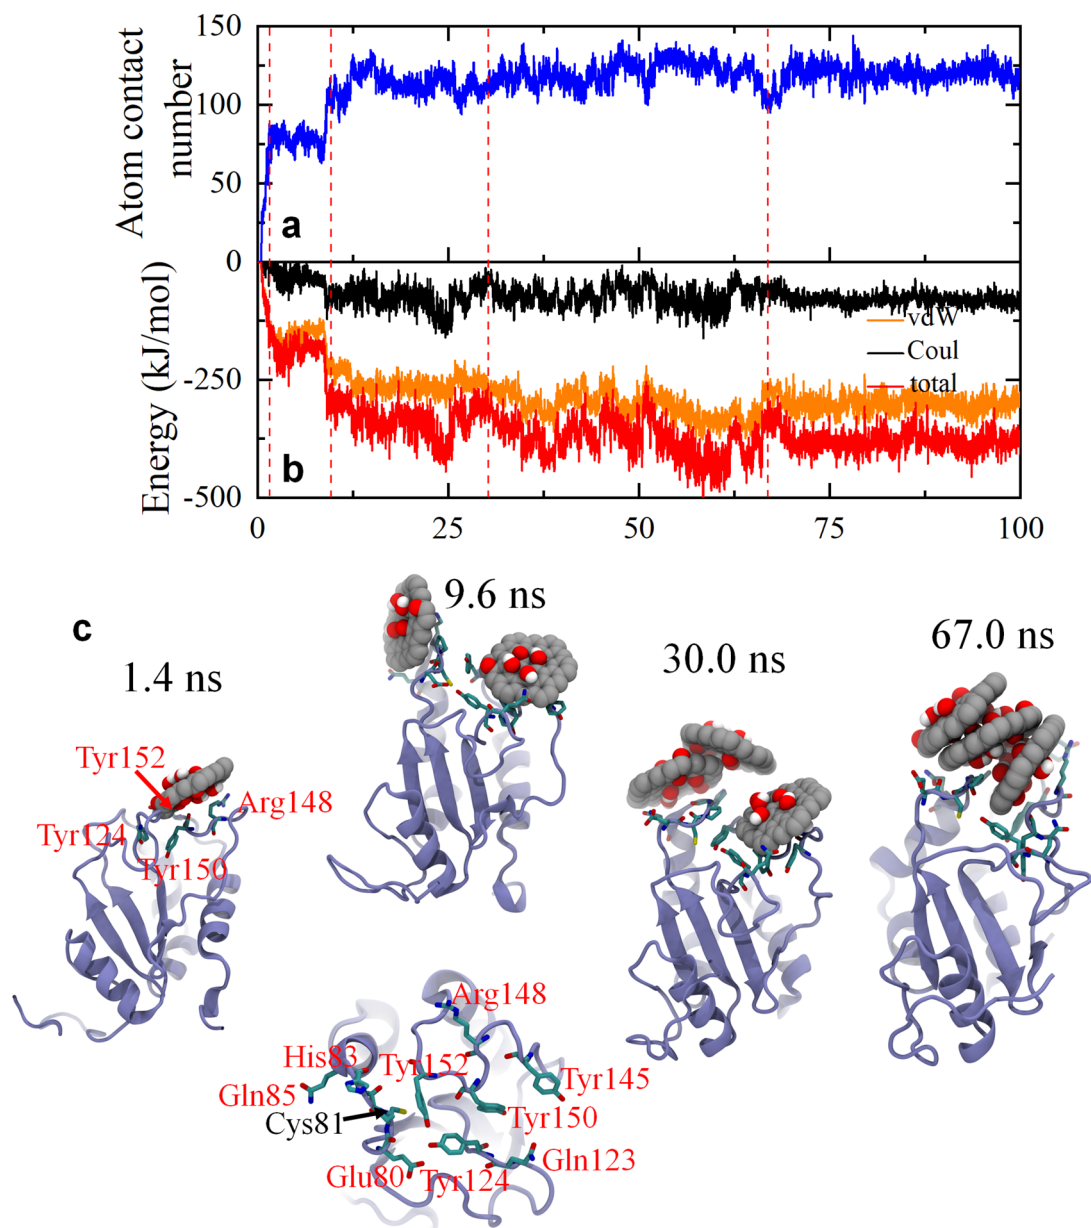 150
100
50
0
Atom contact
number
a
-250
-500
Energy (kJ/mol)
b
vdW
Coul
total
0
25
50
75
100
c
1.4 ns
9.6 ns
30.0 ns
67.0 ns
Tyr152
Arg148
Tyr124
Tyr150
Arg148
His83
Tyr152
Tyr145
Gln85
Cys81
Tyr150
Glu80
Tyr124
Gln123